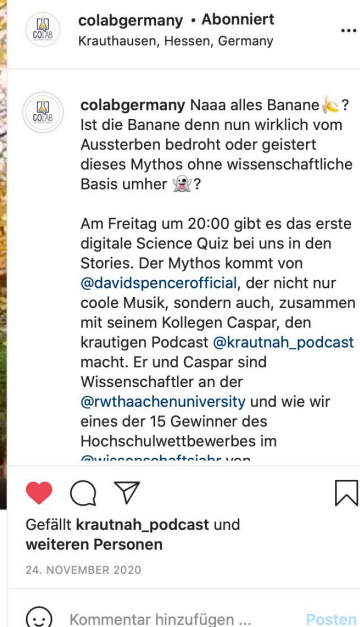 colabgermany • Abonniert
Krauthausen, Hessen, Germany
COLAB
colabgermany Naaa alles Banane🍌?
Ist die Banane denn nun wirklich vom
Aussterben bedroht oder geistert
dieses Mythos ohne wissenschaftliche
Basis umher 👻?
Am Freitag um 20:00 gibt es das erste
digitale Science Quiz bei uns in den
Stories. Der Mythos kommt von
@davidspencerofficial, der nicht nur
coole Musik, sondern auch, zusammen
mit seinem Kollegen Caspar, den
krautigen Podcast @krautnah_podcast
macht. Er und Caspar sind
Wissenschaftler an der
@rwthaachenuniversity und wie wir
eines der 15 Gewinner des
Hochschulwettbewerbes im
@wissenschaftsjahr von
Gefällt krautnah_podcast und
weiteren Personen
24. NOVEMBER 2020
Kommentar hinzufügen ...
Posten